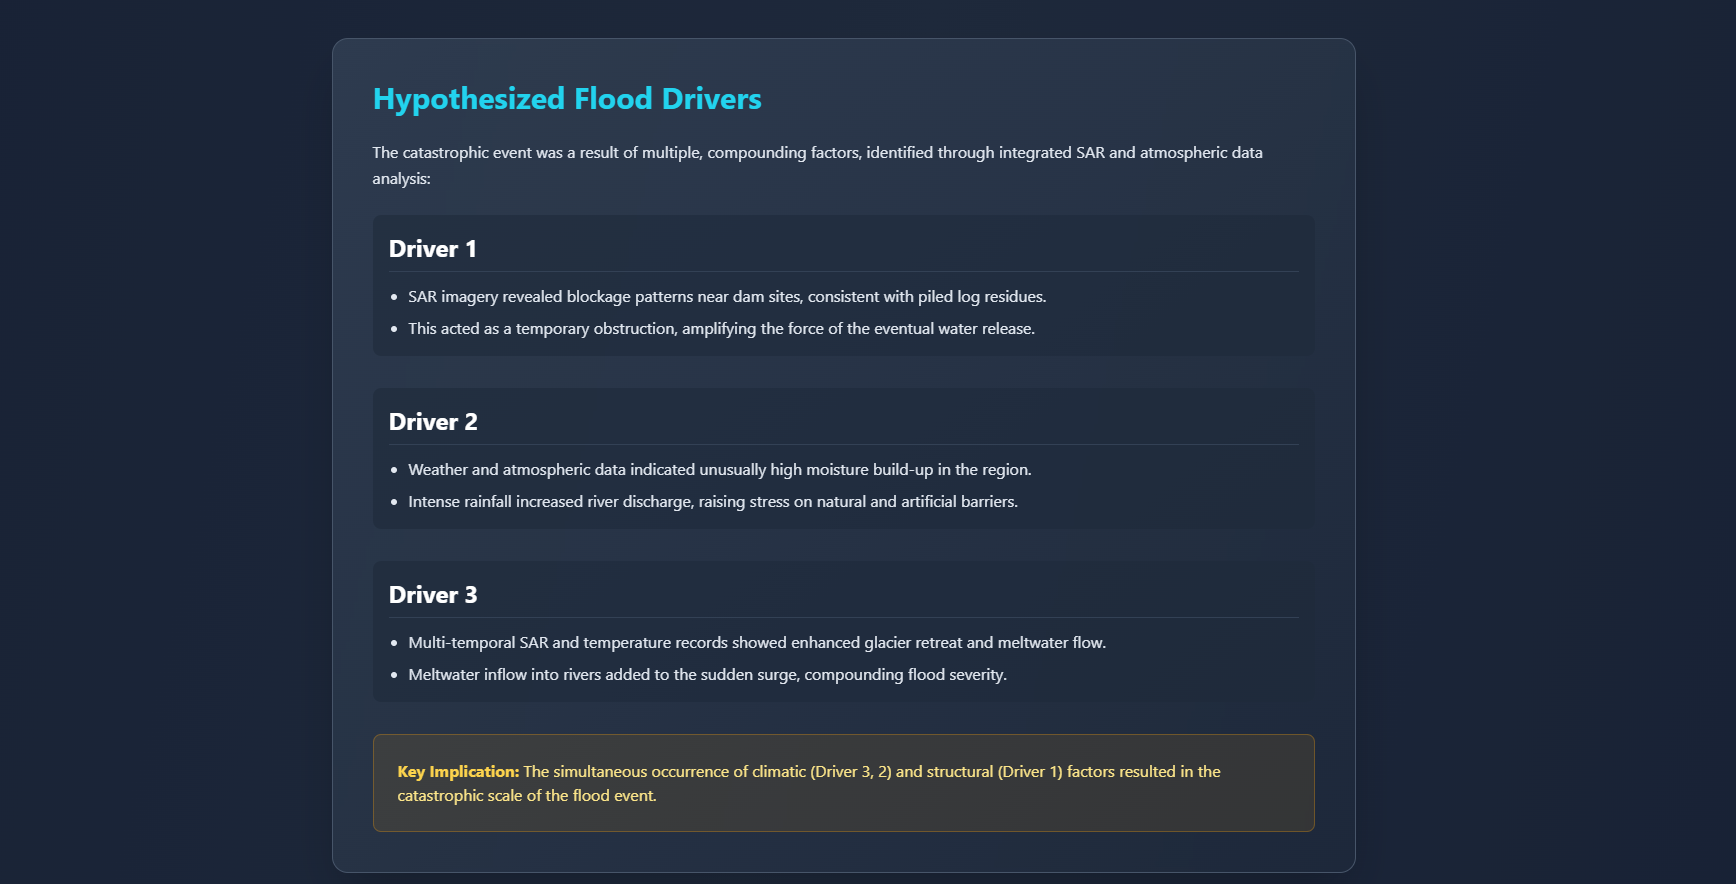 Hypothesized Flood Drivers
The catastrophic event was a result of multiple, compounding factors, identified through integrated SAR and atmospheric data
analysis:
Driver 1
• SAR imagery revealed blockage patterns near dam sites, consistent with piled log residues.
• This acted as a temporary obstruction, amplifying the force of the eventual water release.
Driver 2
• Weather and atmospheric data indicated unusually high moisture build-up in the region.
• Intense rainfall increased river discharge, raising stress on natural and artificial barriers.
Driver 3
• Multi-temporal SAR and temperature records showed enhanced glacier retreat and meltwater flow.
• Meltwater inflow into rivers added to the sudden surge, compounding flood severity.
Key Implication: The simultaneous occurrence of climatic (Driver 3, 2) and structural (Driver 1) factors resulted in the
catastrophic scale of the flood event.